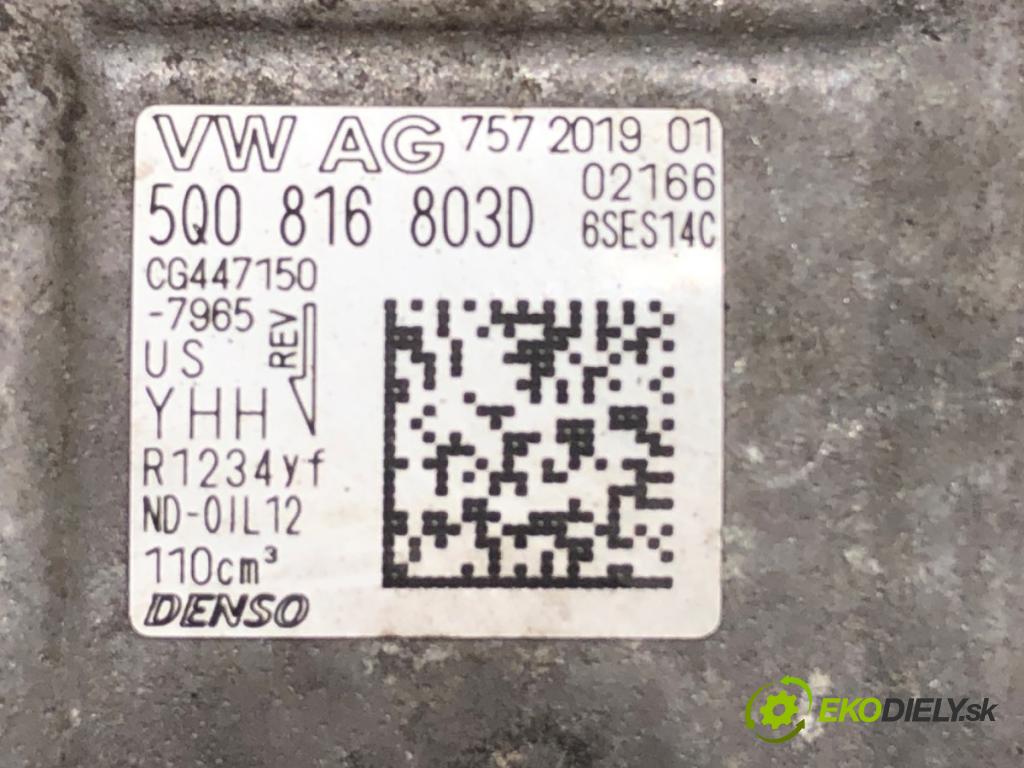 VW AG 757 2019 01
02166
5Q0 816 803D 6SES14C
CG447150
-7965
REV
US
YHH
R1234yf
ND-OIL12
110cm³
DENSO
EKODIELY.sk